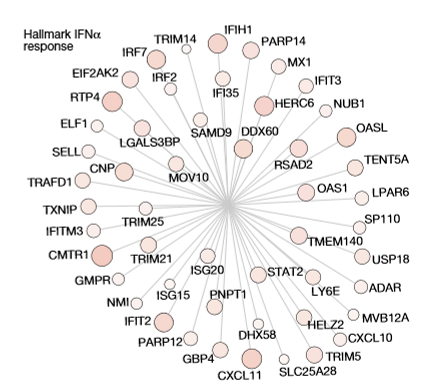 Hallmark IFNα
response
TRIM14
IFIH1
PARP14
IRF7
MX1
EIF2AK2
IRF2
IFI35
IFIT3
RTP4
HERC6
NUB1
ELF1
SAMD9
DDX60
OASL
LGALS3BP
SELL
RSAD2
CNP
MOV10
TENT5A
TRAFD1
OAS1
LPAR6
TXNIP
TRIM25
SP110
IFITM3
TMEM140
CMTR1
TRIM21
USP18
ISG20
STAT2
GMPR
ISG15
LY6E
ADAR
NMI
PNPT1
MVB12A
IFIT2
HELZ2
DHX58
CXCL10
PARP12
GBP4
TRIM5
CXCL11
SLC25A28